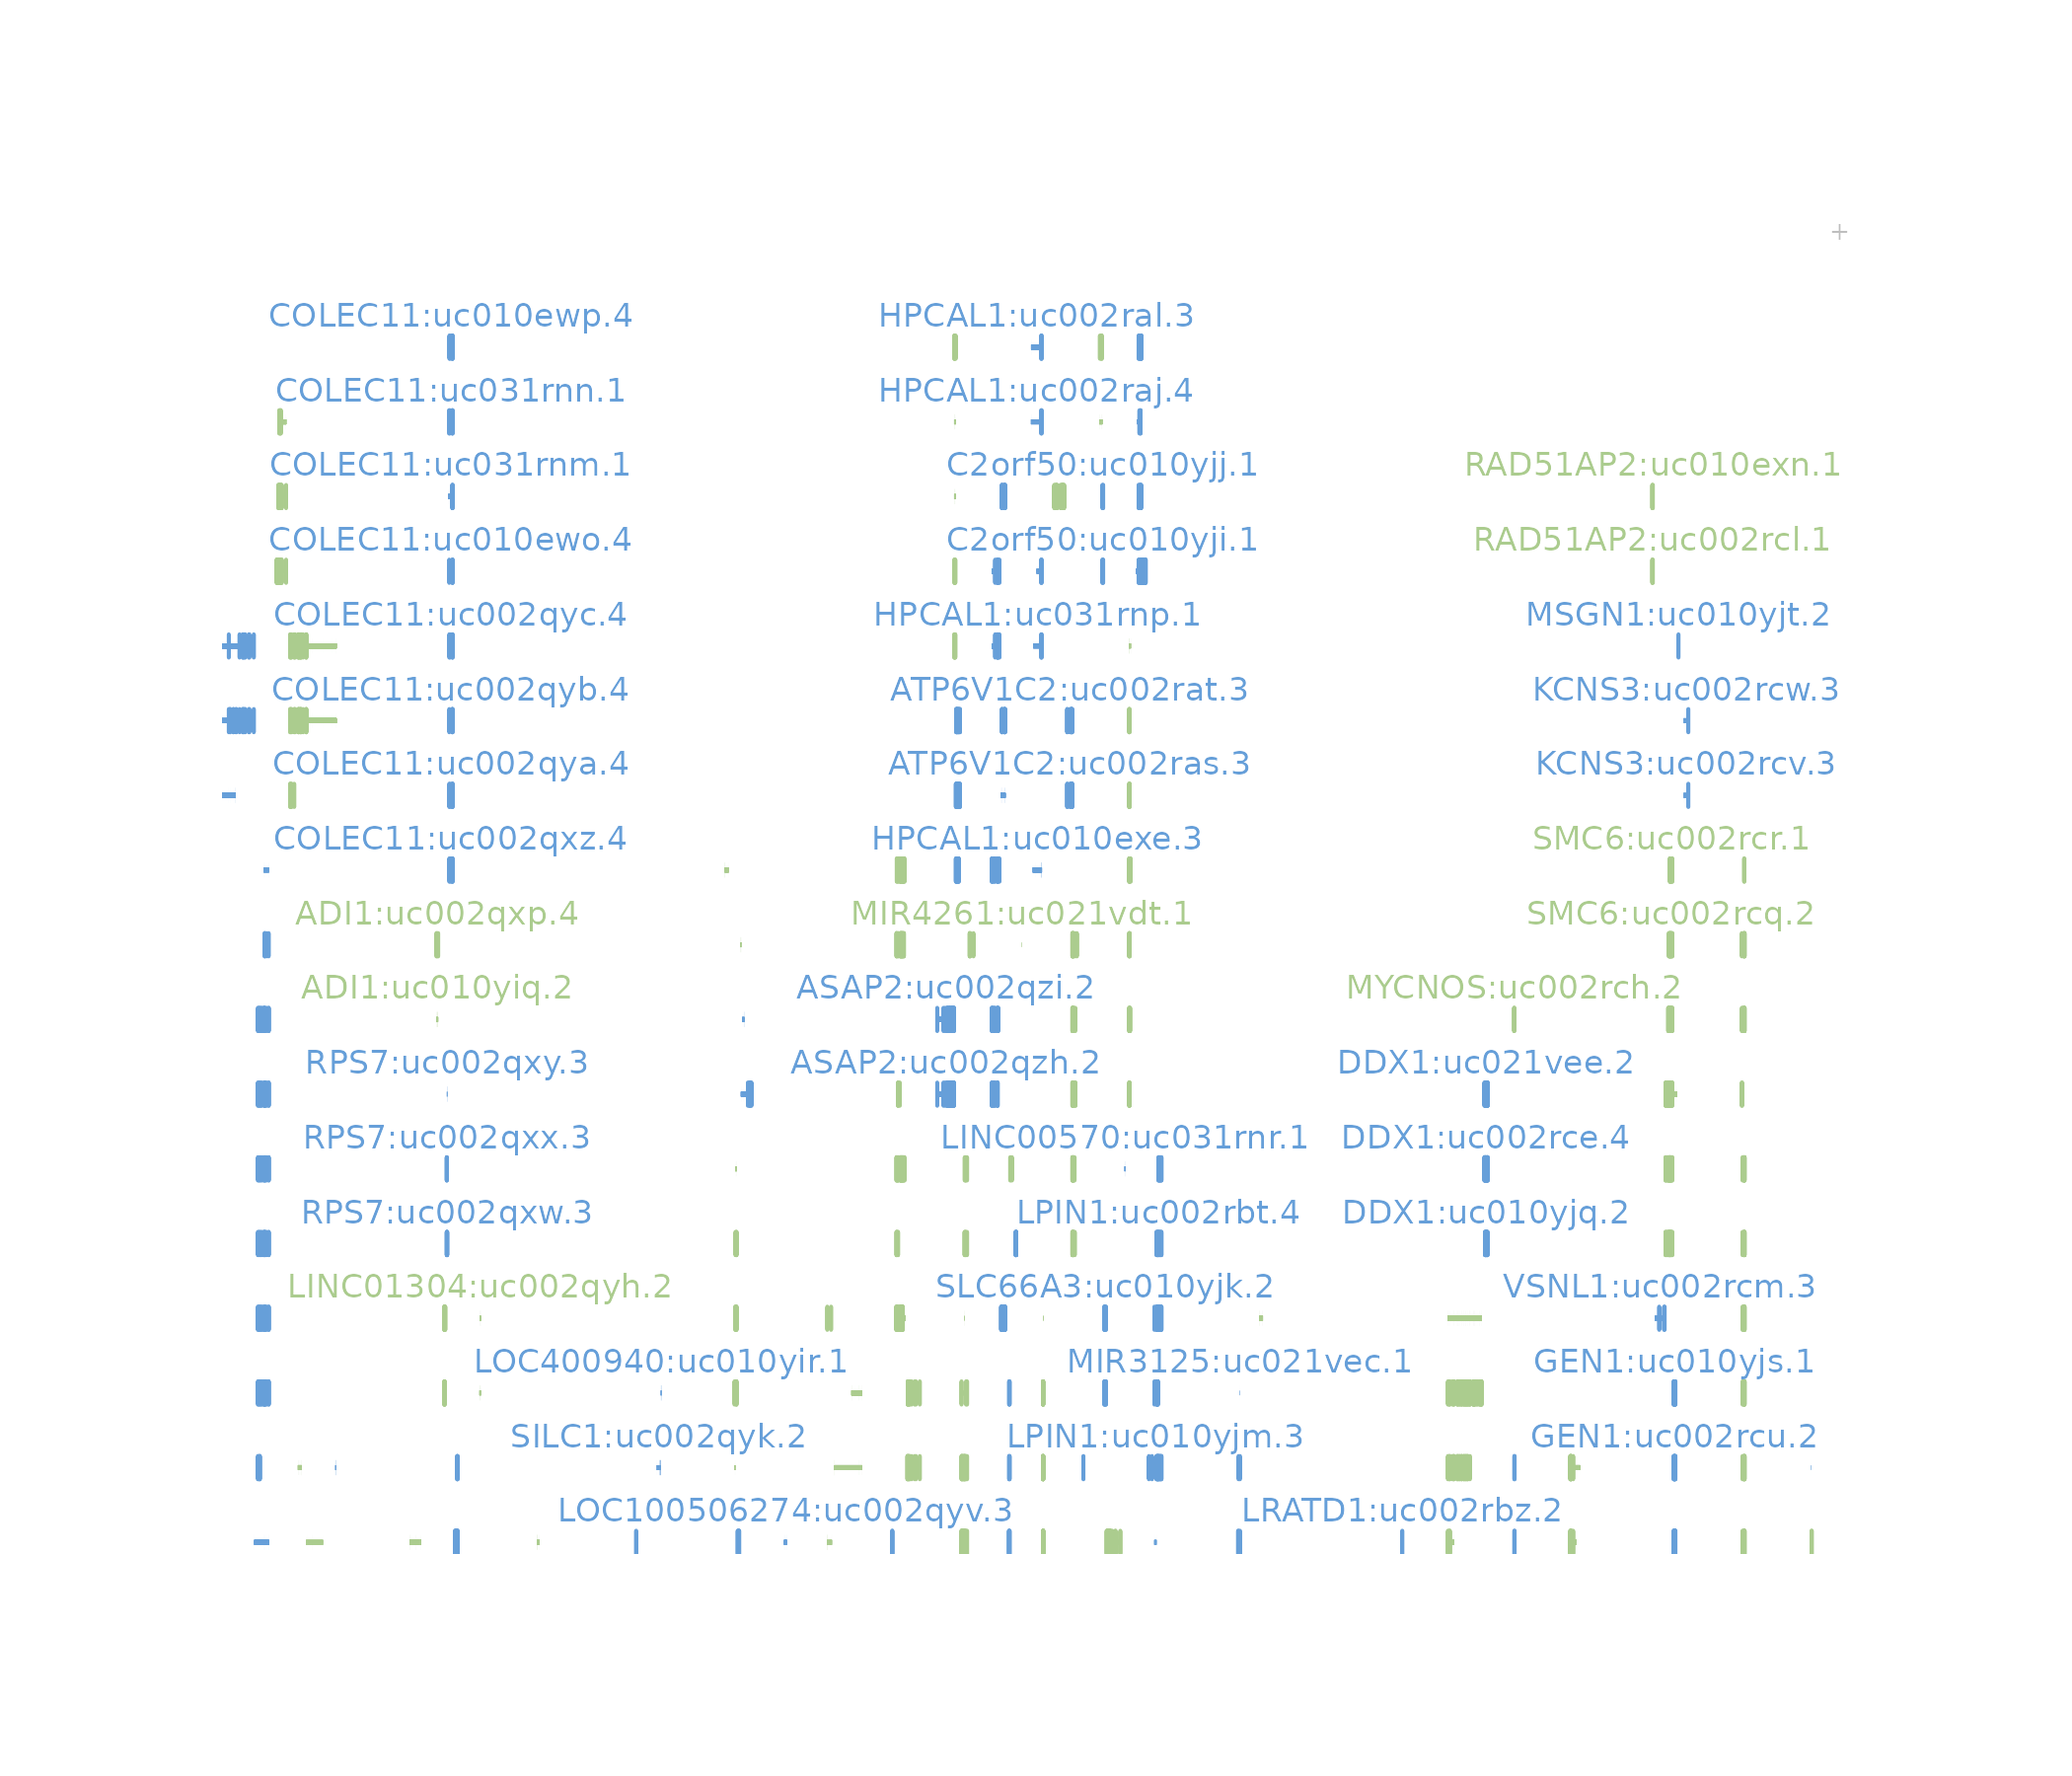 +
COLEC11:uc010ewp.4 HPCAL1:uc002ral.3
COLEC11:uc031rnn.1 HPCAL1:uc002raj.4
COLEC11:uc031rnm.1 C2orf50:uc010yjj.1 RAD51AP2:uc010exn.1
COLEC11:uc010ewo.4 C2orf50:uc010yji.1 RAD51AP2:uc002rcl.1
COLEC11:uc002qyc.4 HPCAL1:uc031rnp.1 MSGN1:uc010yjt.2
COLEC11:uc002qyb.4 ATP6V1C2:uc002rat.3 KCNS3:uc002rcw.3
COLEC11:uc002qya.4 ATP6V1C2:uc002ras.3 KCNS3:uc002rcv.3
COLEC11:uc002qxz.4 HPCAL1:uc010exe.3 SMC6:uc002rcr.1
ADI1:uc002qxp.4 MIR4261:uc021vdt.1 SMC6:uc002rcq.2
ADI1:uc010yiq.2 ASAP2:uc002qzi.2 MYCNOS:uc002rch.2
RPS7:uc002qxy.3 ASAP2:uc002qzh.2 DDX1:uc021vee.2
RPS7:uc002qxx.3 LINC00570:uc031rnr.1 DDX1:uc002rce.4
RPS7:uc002qxw.3 LPIN1:uc002rbt.4 DDX1:uc010yjq.2
LINC01304:uc002qyh.2 SLC66A3:uc010yjk.2 VSNL1:uc002rcm.3
LOC400940:uc010yir.1 MIR3125:uc021vec.1 GEN1:uc010yjs.1
SILC1:uc002qyk.2 LPIN1:uc010yjm.3 GEN1:uc002rcu.2
LOC100506274:uc002qyv.3 LRATD1:uc002rbz.2